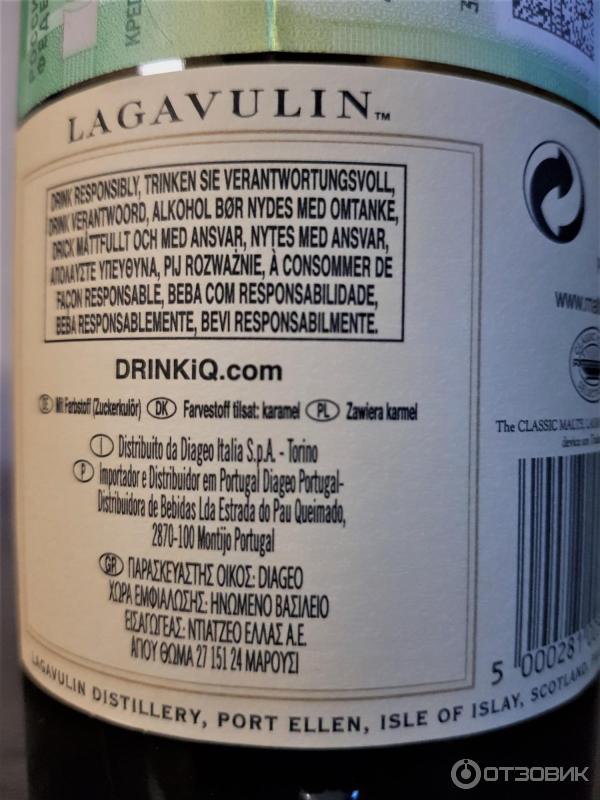 КРЕП
LAGAVULIN™
DRINK RESPONSIBLY, TRINKEN SIE VERANTWORTUNGSVOLL,
DRINK VERANTWOORD, ALKOHOL BØR NYDES MED OMTANKE,
DRICK MÅTTFULLT OCH MED ANSVAR, NYTES MED ANSVAR,
ΑΠΟΛΑΥΣΤΕ ΥΠΕΥΘΥΝΑ, PIJ ROZWAŻNIE, À CONSOMMER DE
FACON RESPONSABLE, BEBA COM RESPONSABILIDADE,
BEBA RESPONSABLEMENTE, BEVI RESPONSABILMENTE.
DRINKiQ.com
DE Mit Farbstoff (Zuckerkulör) DK Farvestoff tilsat: karamel PL Zawiera karmel
I Distribuito da Diageo Italia S.p.A. - Torino
P Importador e Distribuidor em Portugal Diageo Portugal-
Distribuidora de Bebidas Lda Estrada do Pau Queimado,
2870-100 Montijo Portugal
GR ΠΑΡΑΣΚΕΥΑΣΤΗΣ ΟΙΚΟΣ: DIAGEO
ΧΩΡΑ ΕΜΦΙΑΛΩΣΗΣ: ΗΝΩΜΕΝΟ ΒΑΣΙΛΕΙΟ
ΕΙΣΑΓΩΓΕΑΣ: ΝΤΙΑΤΖΕΟ ΕΛΛΑΣ Α.Ε.
ΑΓΙΟΥ ΘΩΜΑ 27 151 24 ΜΑΡΟΥΣΙ
LAGAVULIN DISTILLERY, PORT ELLEN, ISLE OF ISLAY, SCOTLAND,
www.mal
The CLASSIC MALTS,
5 000281
ОТЗОВИК